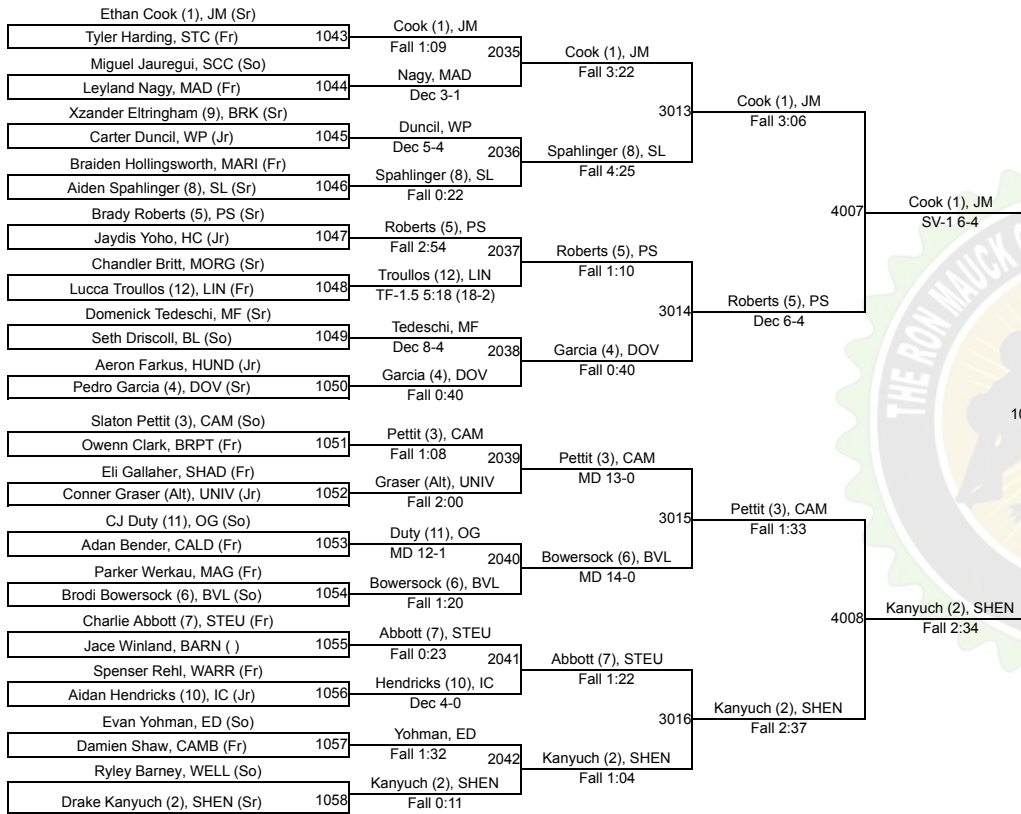 Ethan Cook (1), JM (Sr)
Tyler Harding, STC (Fr)
1043
Miguel Jauregui, SCC (So)
Leyland Nagy, MAD (Fr)
1044
Xzander Eltringham (9), BRK (Sr)
Carter Duncil, WP (Jr)
1045
Braiden Hollingsworth, MARI (Fr)
Aiden Spahlinger (8), SL (Sr)
1046
Brady Roberts (5), PS (Sr)
Jaydis Yoho, HC (Jr)
1047
Chandler Britt, MORG (Sr)
Lucca Troullos (12), LIN (Fr)
1048
Domenick Tedeschi, MF (Sr)
Seth Driscoll, BL (So)
1049
Aeron Farkus, HUND (Jr)
Pedro Garcia (4), DOV (Sr)
1050
Slaton Pettit (3), CAM (So)
Owenn Clark, BRPT (Fr)
1051
Eli Gallaher, SHAD (Fr)
Conner Graser (Alt), UNIV (Jr)
1052
CJ Duty (11), OG (So)
Adan Bender, CALD (Fr)
1053
Parker Werkau, MAG (Fr)
Brodi Bowersock (6), BVL (So)
1054
Charlie Abbott (7), STEU (Fr)
Jace Winland, BARN ( )
1055
Spenser Rehl, WARR (Fr)
Aidan Hendricks (10), IC (Jr)
1056
Evan Yohman, ED (So)
Damien Shaw, CAMB (Fr)
1057
Ryley Barney, WELL (So)
Drake Kanyuch (2), SHEN (Sr)
1058
Cook (1), JM
Fall 1:09
2035
Nagy, MAD
Dec 3-1
Duncil, WP
Dec 5-4
2036
Spahlinger (8), SL
Fall 0:22
Roberts (5), PS
Fall 2:54
2037
Troullos (12), LIN
TF-1.5 5:18 (18-2)
Tedeschi, MF
Dec 8-4
2038
Garcia (4), DOV
Fall 0:40
Pettit (3), CAM
Fall 1:08
2039
Graser (Alt), UNIV
Fall 2:00
Duty (11), OG
MD 12-1
2040
Bowersock (6), BVL
Fall 1:20
Abbott (7), STEU
Fall 0:23
2041
Hendricks (10), IC
Dec 4-0
Yohman, ED
Fall 1:32
2042
Kanyuch (2), SHEN
Fall 0:11
Cook (1), JM
Fall 3:22
3013
Spahlinger (8), SL
Fall 4:25
Roberts (5), PS
Fall 1:10
3014
Garcia (4), DOV
Fall 0:40
Pettit (3), CAM
MD 13-0
3015
Bowersock (6), BVL
MD 14-0
Abbott (7), STEU
Fall 1:22
3016
Kanyuch (2), SHEN
Fall 1:04
Cook (1), JM
Fall 3:06
4007
Roberts (5), PS
Dec 6-4
Pettit (3), CAM
Fall 1:33
4008
Kanyuch (2), SHEN
Fall 2:37
Cook (1), JM
SV-1 6-4
Kanyuch (2), SHEN
Fall 2:34
THE RON MAUCK